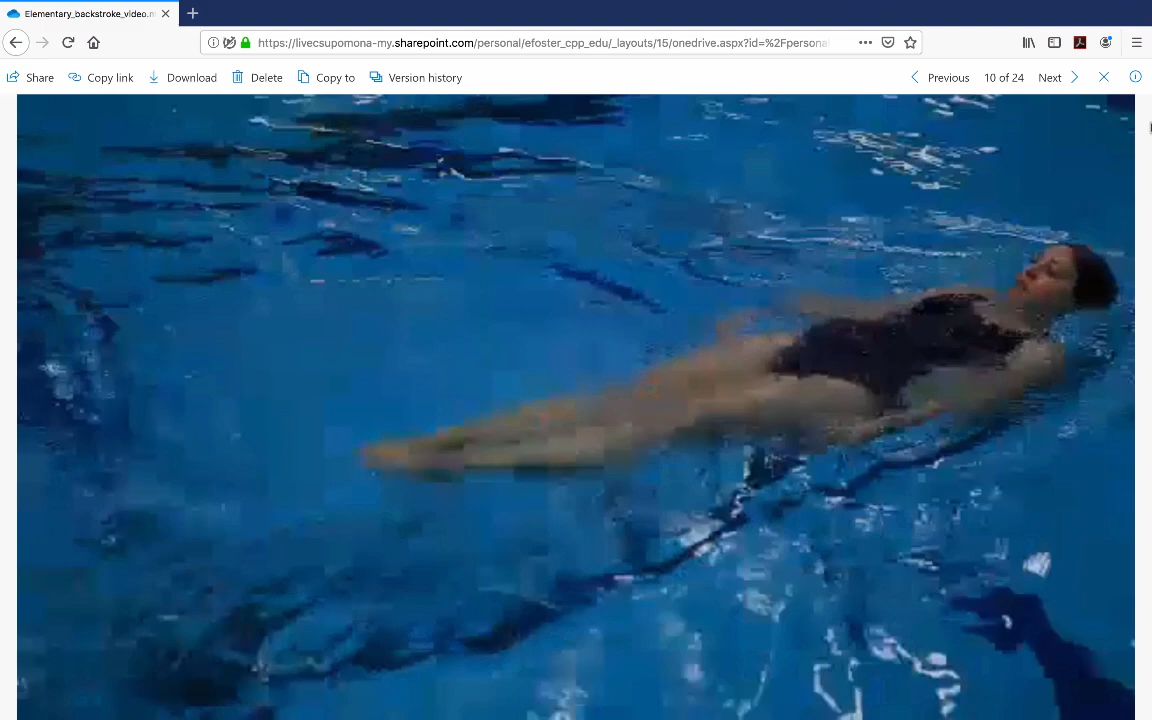 Elementary_backstroke_video.m
https://livecsupomona-my.sharepoint.com/personal/efoster_cpp_edu/_layouts/15/onedrive.aspx?id=%2Fpersona
Share Copy link Download Delete Copy to Version history Previous 10 of 24 Next